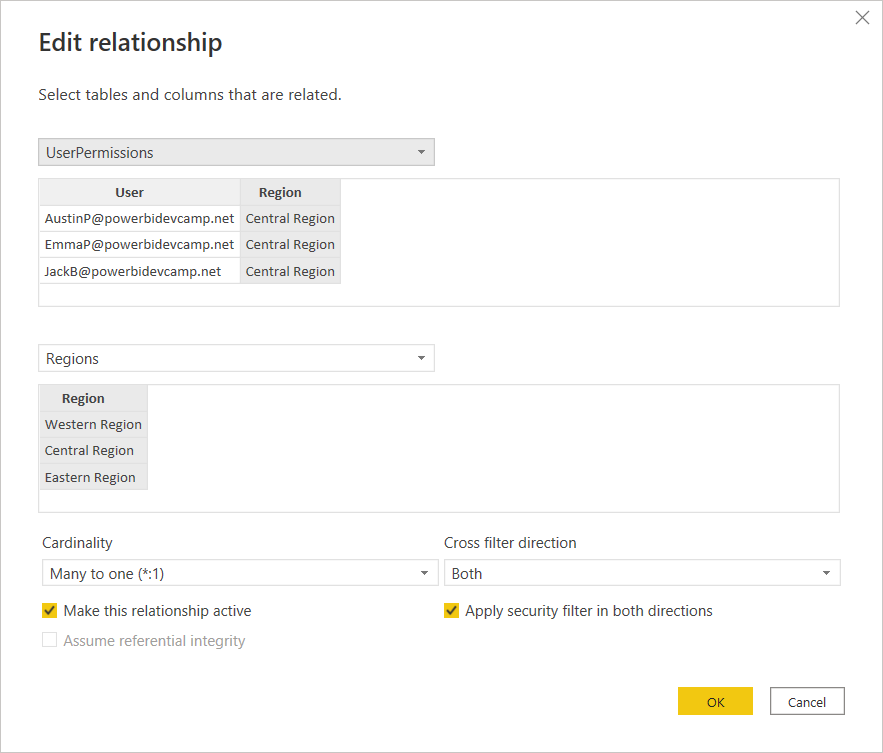 Edit relationship
Select tables and columns that are related.
UserPermissions
User Region
AustinP@powerbidevcamp.net Central Region
EmmaP@powerbidevcamp.net Central Region
JackB@powerbidevcamp.net Central Region
Regions
Region
Western Region
Central Region
Eastern Region
Cardinality Cross filter direction
Many to one (*:1) Both
Make this relationship active Apply security filter in both directions
Assume referential integrity
OK Cancel